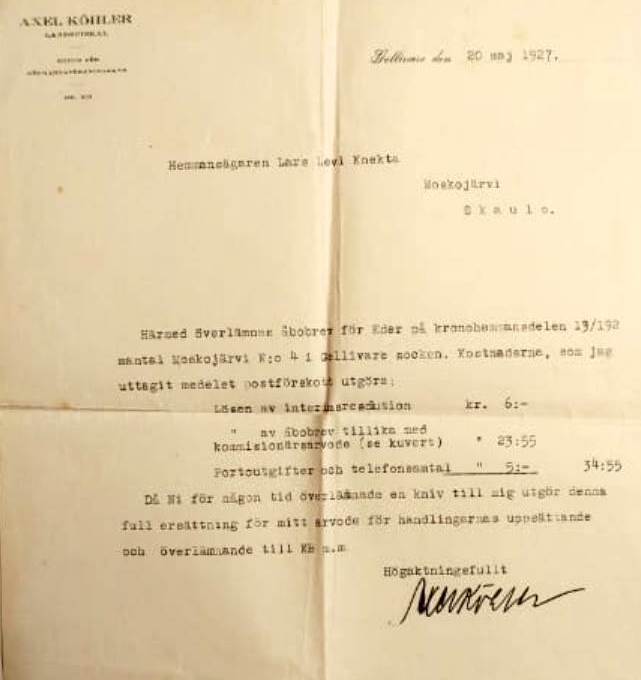 AXEL KÖHLER
LANDSFISKAL
Gellivare den 20 maj 1927.
Hemmansägaren Lars Levi Knekta
Moskojärvi
Skaulo.
Härmed överlämnas åbobrev för Eder på kronohemmansdelen 13/192
mantal Moskojärvi N:o 4 i Gellivare socken. Kostnaderna, som jag
uttagit medelst postförskott utgöra:
Lösen av interimsresolution kr. 6:-
" av åbobrev tillika med
kommisionärsarvode (se kuvert) " 23:55
Portoutgifter och telefonsamtal " 5:- 34:55
Då Ni för någon tid överlämnade en kniv till mig utgör denna
full ersättning för mitt arvode för handlingarnas uppsättande
och överlämnande till KB m.m
Högaktningsfullt